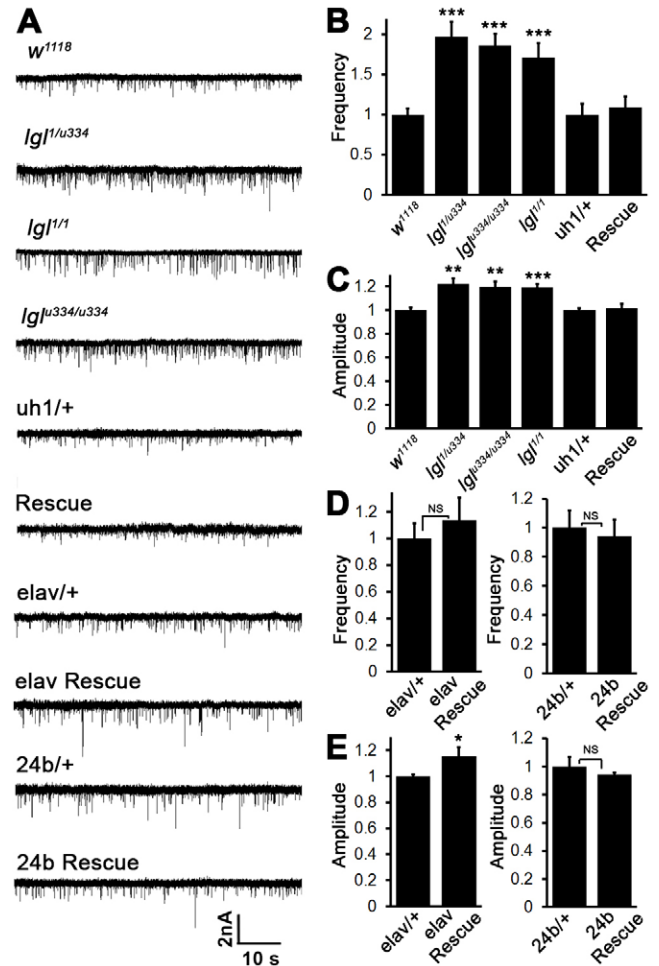 A
w1118
lgl1/u334
lgl1/1
lglu334/u334
uh1/+
Rescue
elav/+
elav Rescue
24b/+
24b Rescue
2nA
10 s
B
Frequency
2
1.6
1.2
0.8
0.4
0
***
***
***
w1118
lgl1/u334
lglu334/u334
lgl1/1
uh1/+
Rescue
C
Amplitude
1.2
1
0.8
0.6
0.4
0.2
0
**
**
***
w1118
lgl1/u334
lglu334/u334
lgl1/1
uh1/+
Rescue
D
Frequency
1.2
1
0.8
0.6
0.4
0.2
0
NS
elav/+
elav
Rescue
Frequency
1.2
1
0.8
0.6
0.4
0.2
0
NS
24b/+
24b
Rescue
E
Amplitude
1.2
1
0.8
0.6
0.4
0.2
0
*
elav/+
elav
Rescue
Amplitude
1.2
1
0.8
0.6
0.4
0.2
0
NS
24b/+
24b
Rescue